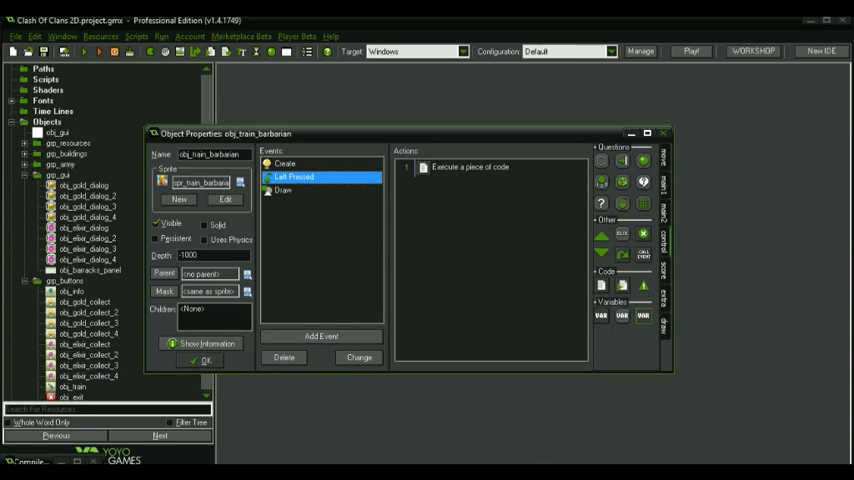 Clash Of Clans 2D.project.gmx - Professional Edition (v1.4.1749)
File Edit Window Resources Scripts Run Account Marketplace Beta Player Beta Help
Target: Windows Configuration: Default Manage Play! WORKSHOP New IDE
Paths
Scripts
Shaders
Fonts
Time Lines
Objects
obj_gui
grp_resources
grp_buildings
grp_army
grp_gui
obj_gold_dialog
obj_gold_dialog_2
obj_gold_dialog_3
obj_gold_dialog_4
obj_elixir_dialog
obj_elixir_dialog_2
obj_elixir_dialog_3
obj_elixir_dialog_4
obj_barracks_panel
grp_buttons
obj_info
obj_gold_collect
obj_gold_collect_2
obj_gold_collect_3
obj_gold_collect_4
obj_elixir_collect
obj_elixir_collect_2
obj_elixir_collect_3
obj_elixir_collect_4
obj_train
obj_exit
Search For Resources
Whole Word Only Filter Tree
Previous Next
YOYO
GAMES
Compile...
Object Properties: obj_train_barbarian
Name: obj_train_barbarian
Sprite
spr_train_barbaria
New Edit
Visible Solid
Persistent Uses Physics
Depth: -1000
Parent <no parent>
Mask <same as sprite>
Children: <None>
Show Information
OK
Events:
Create
Left Pressed
Draw
Add Event
Delete Change
Actions:
1 Execute a piece of code
Questions
Other
ELSE
CALL
EVENT
Code
Variables
VAR VAR VAR
move
main1
main2
control
score
extra
draw